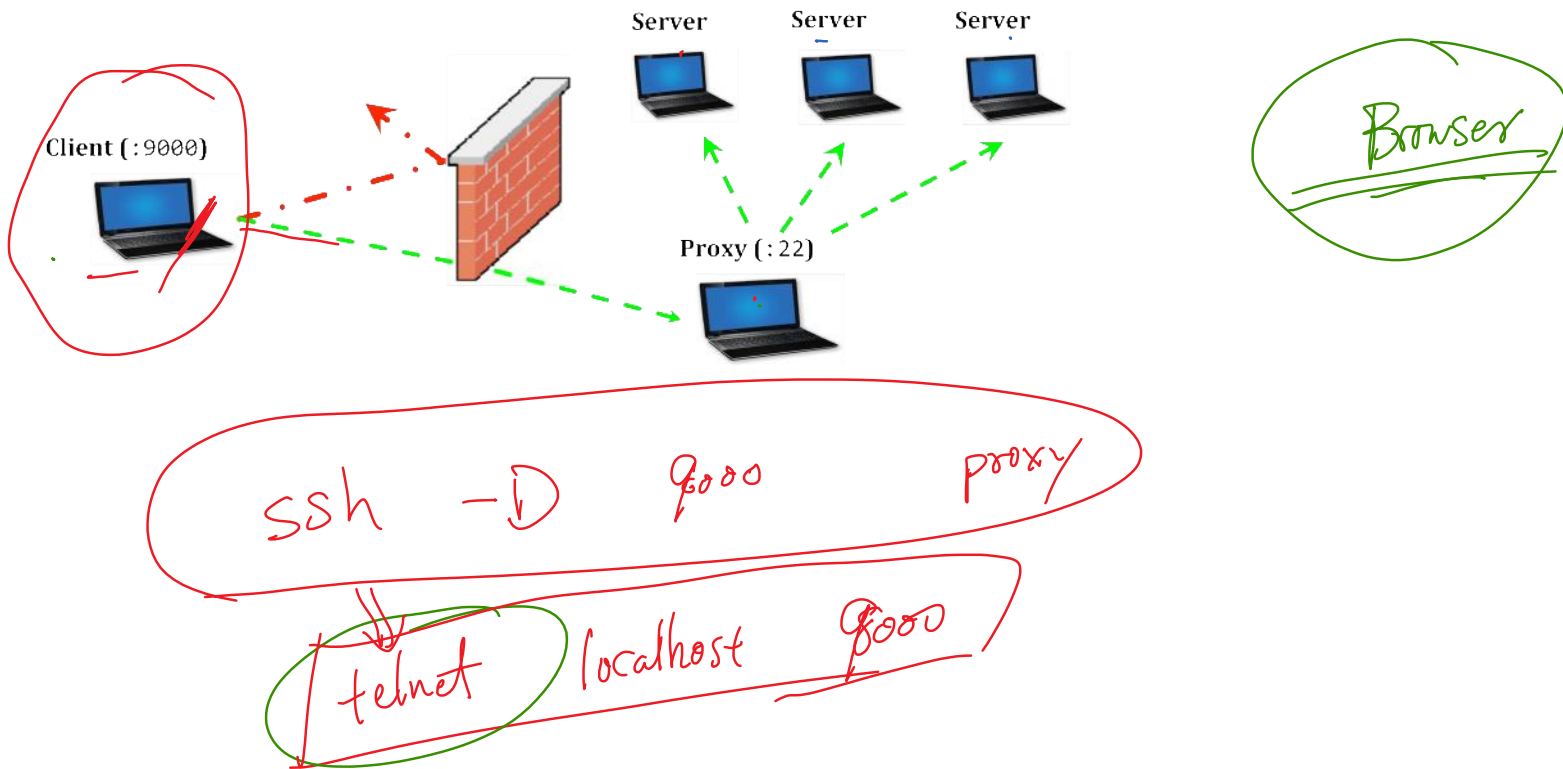 Server Server Server
Client (:9000)
Browser
Proxy (:22)
ssh -D 9000 proxy
telnet localhost 9000